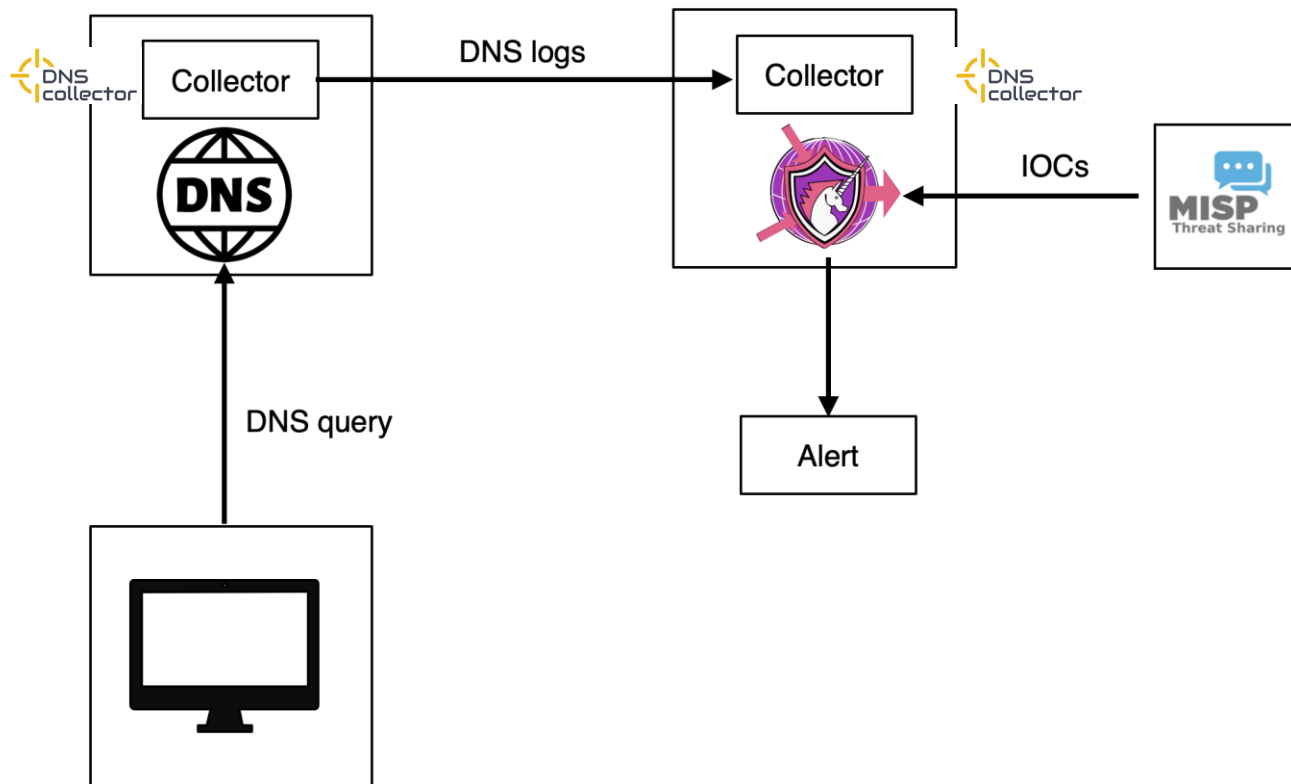 DNS
collector
Collector
DNS
DNS logs
Collector
DNS
collector
IOCs
MISP
Threat Sharing
DNS query
Alert